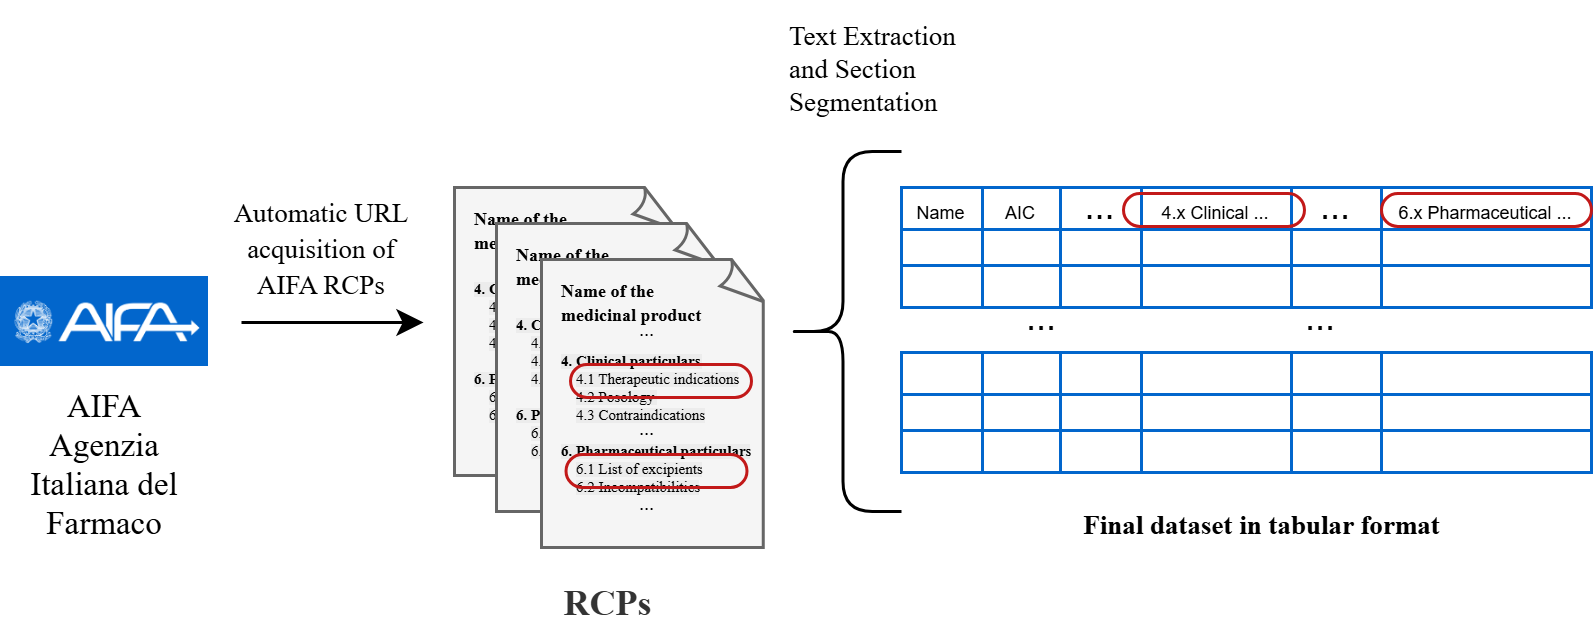 Text Extraction
and Section
Segmentation
Automatic URL
acquisition of
AIFA RCPs
AIFA
AIFA
Agenzia
Italiana del
Farmaco
Name of the
me
4. C
4
4
4
6. F
6
6
Name of the
me
4. C
4.
4.
4.
6. P
6.
6.
Name of the
medicinal product
...
4. Clinical particulars
4.1 Therapeutic indications
4.2 Posology
4.3 Contraindications
...
6. Pharmaceutical particulars
6.1 List of excipients
6.2 Incompatibilities
...
RCPs
Name AIC ... 4.x Clinical ... ... 6.x Pharmaceutical ...
... ...
Final dataset in tabular format